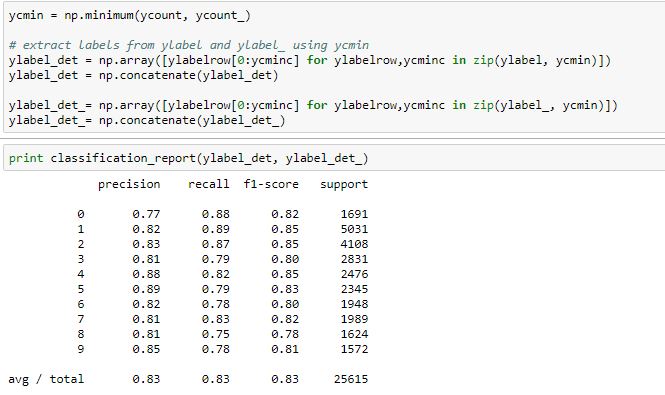 ycmin = np.minimum(ycount, ycount_)
# extract labels from ylabel and ylabel_ using ycmin
ylabel_det = np.array([ylabelrow[0:ycminc] for ylabelrow,ycminc in zip(ylabel, ycmin)])
ylabel_det = np.concatenate(ylabel_det)
ylabel_det_= np.array([ylabelrow[0:ycminc] for ylabelrow,ycminc in zip(ylabel_, ycmin)])
ylabel_det_= np.concatenate(ylabel_det_)
print classification_report(ylabel_det, ylabel_det_)
precision recall f1-score support
0 0.77 0.88 0.82 1691
1 0.82 0.89 0.85 5031
2 0.83 0.87 0.85 4108
3 0.81 0.79 0.80 2831
4 0.88 0.82 0.85 2476
5 0.89 0.79 0.83 2345
6 0.82 0.78 0.80 1948
7 0.81 0.83 0.82 1989
8 0.81 0.75 0.78 1624
9 0.85 0.78 0.81 1572
avg / total 0.83 0.83 0.83 25615